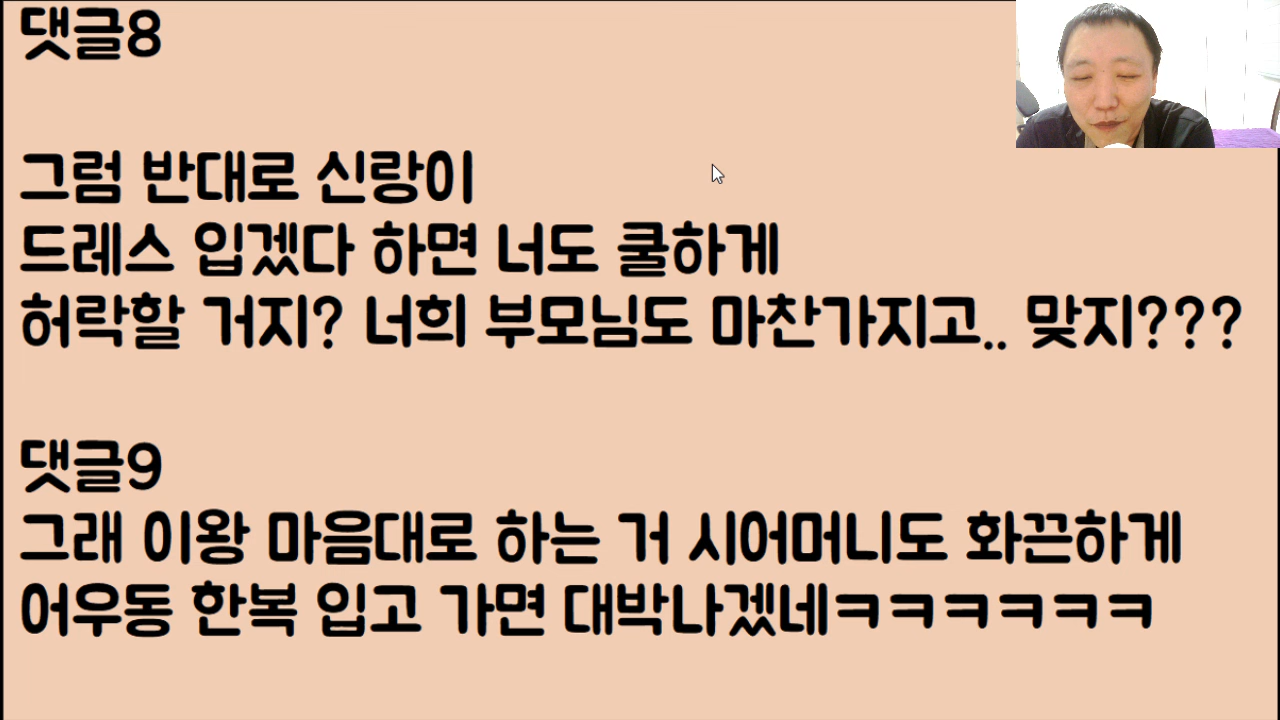 댓글8
그럼 반대로 신랑이
드레스 입겠다 하면 너도 쿨하게
허락할 거지? 너희 부모님도 마찬가지고.. 맞지???
댓글9
그래 이왕 마음대로 하는 거 시어머니도 화끈하게
어우동 한복 입고 가면 대박나겠네ㅋㅋㅋㅋㅋㅋ